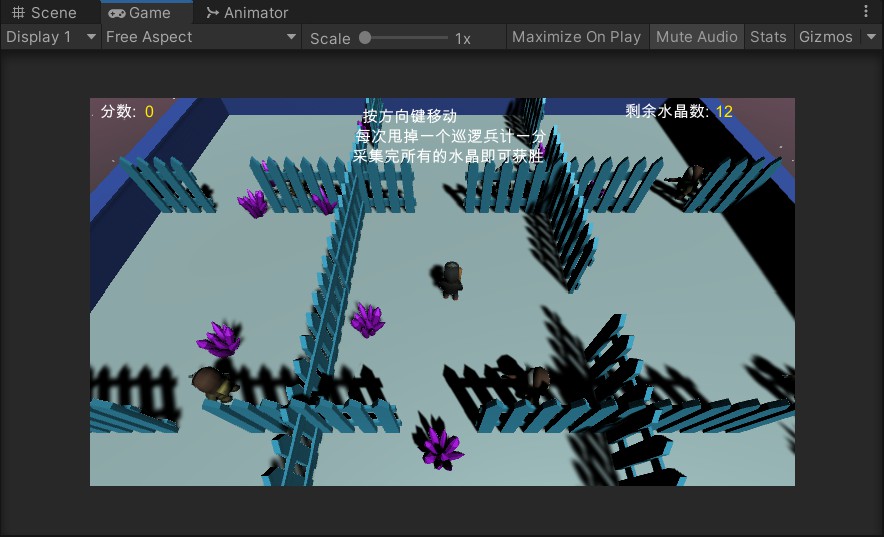 Scene Game Animator
Display 1 Free Aspect Scale 1x Maximize On Play Mute Audio Stats Gizmos
分数: 0
剩余水晶数: 12
按方向键移动
每次甩掉一个巡逻兵计一分
采集完所有的水晶即可获胜